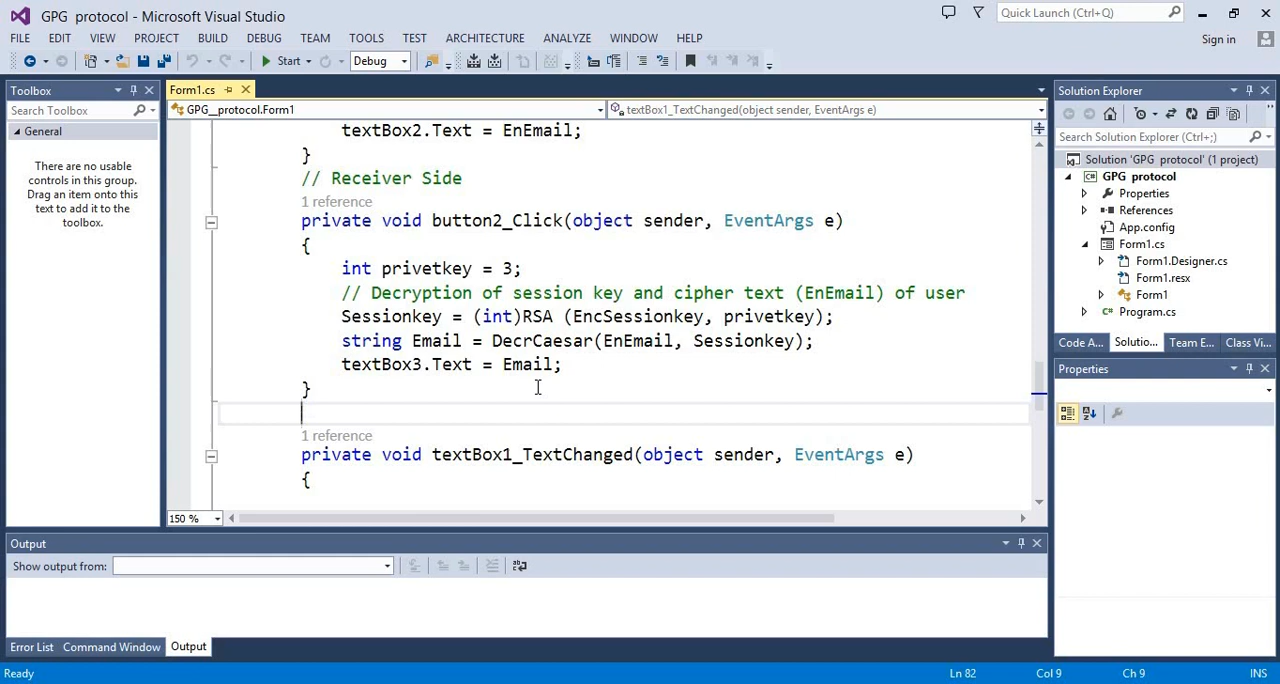 GPG protocol - Microsoft Visual Studio
Quick Launch (Ctrl+Q)
FILE EDIT VIEW PROJECT BUILD DEBUG TEAM TOOLS TEST ARCHITECTURE ANALYZE WINDOW HELP
Sign in
Start Debug
Toolbox
Search Toolbox
General
There are no usable
controls in this group.
Drag an item onto this
text to add it to the
toolbox.
Form1.cs
GPG__protocol.Form1
textBox1_TextChanged(object sender, EventArgs e)
textBox2.Text = EnEmail;
}
// Receiver Side
1 reference
private void button2_Click(object sender, EventArgs e)
{
int privetkey = 3;
// Decryption of session key and cipher text (EnEmail) of user
Sessionkey = (int)RSA (EncSessionkey, privetkey);
string Email = DecrCaesar(EnEmail, Sessionkey);
textBox3.Text = Email;
}
1 reference
private void textBox1_TextChanged(object sender, EventArgs e)
{
150 %
Solution Explorer
Search Solution Explorer (Ctrl+;)
Solution 'GPG protocol' (1 project)
C# GPG protocol
Properties
References
App.config
Form1.cs
Form1.Designer.cs
Form1.resx
Form1
C# Program.cs
Code A... Solutio... Team E... Class Vi...
Properties
Output
Show output from:
Error List Command Window Output
Ready
Ln 82 Col 9 Ch 9 INS